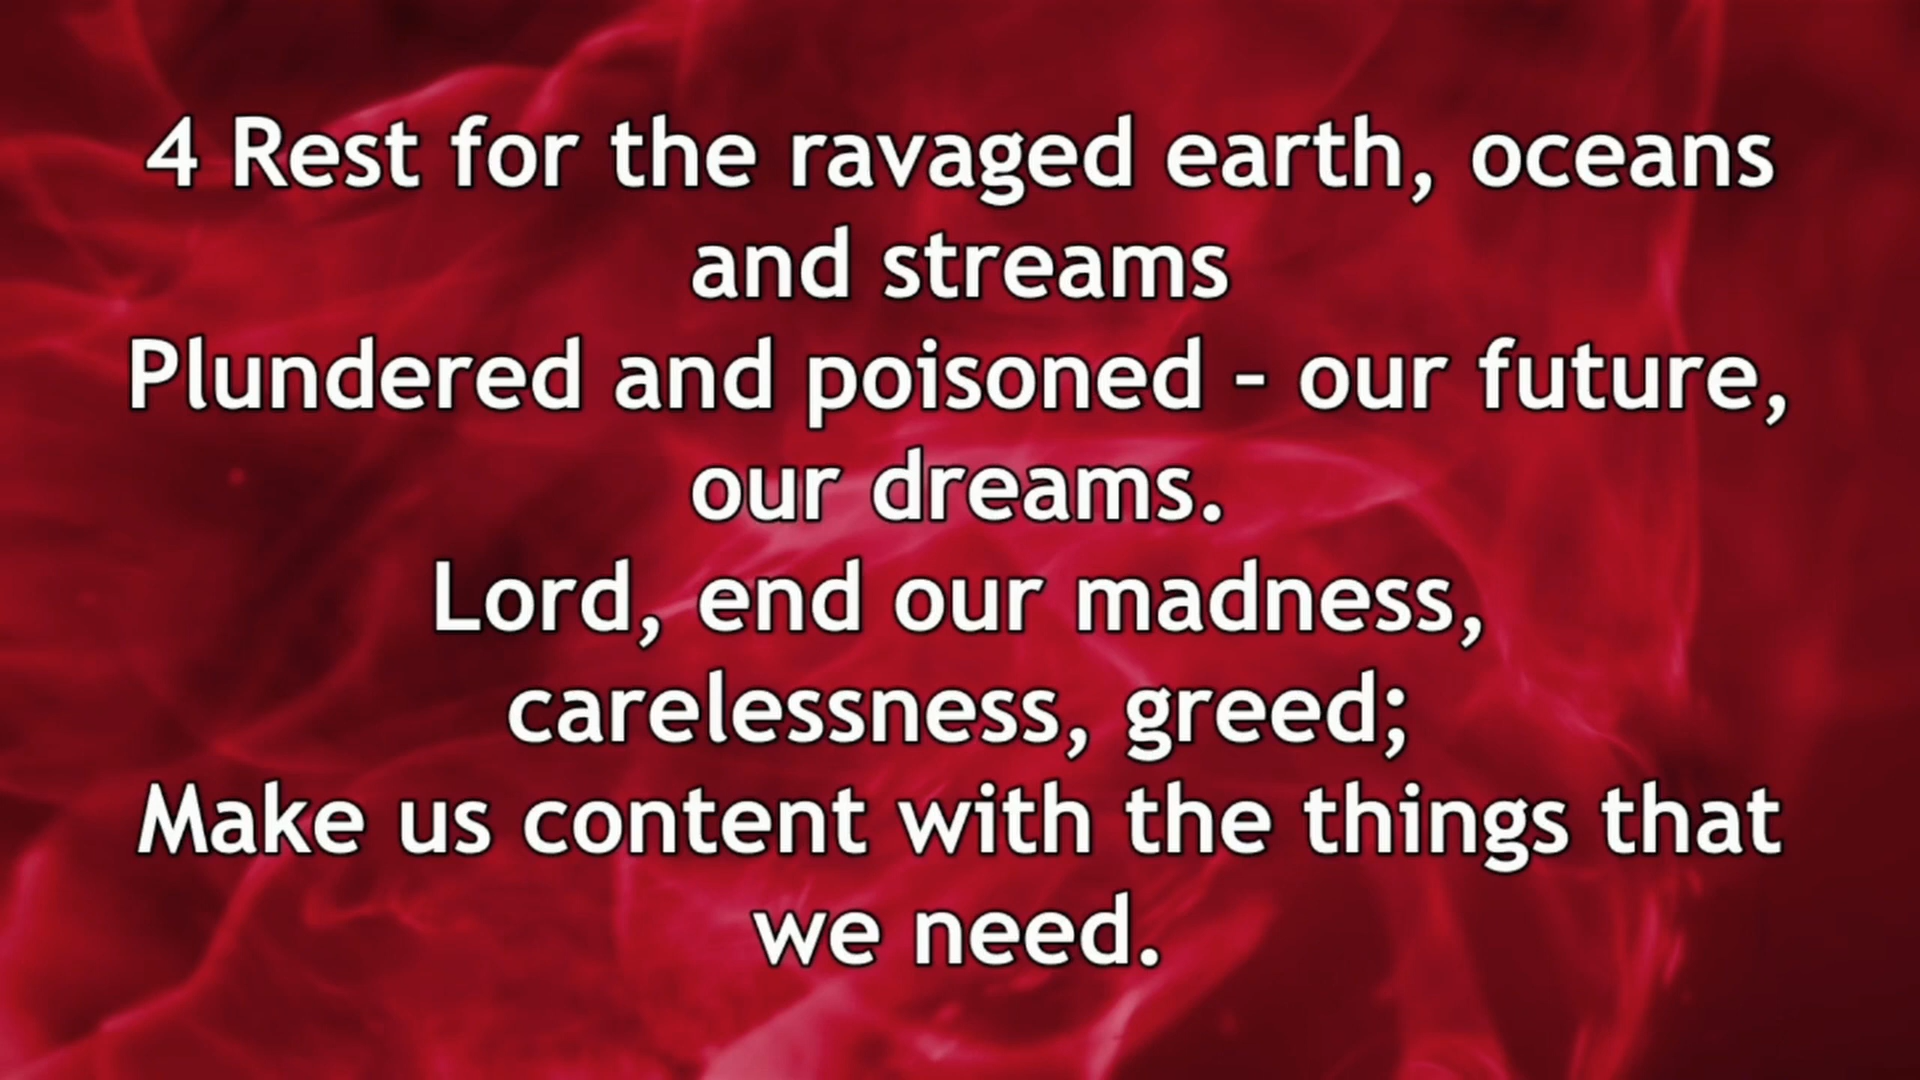 4 Rest for the ravaged earth, oceans
and streams
Plundered and poisoned - our future,
our dreams.
Lord, end our madness,
carelessness, greed;
Make us content with the things that
we need.